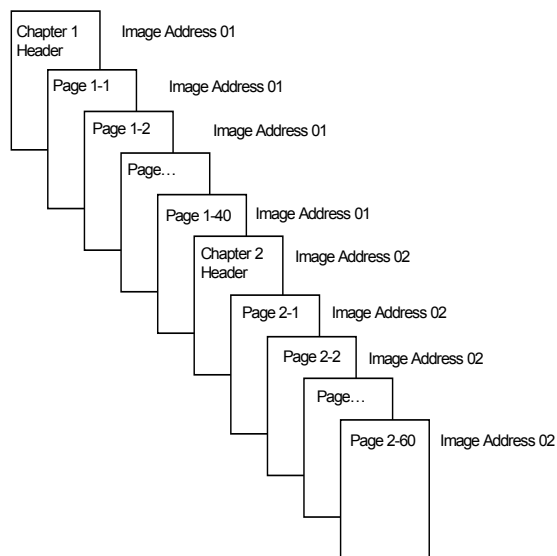 Chapter 1
Header
Image Address 01
Page 1-1
Image Address 01
Page 1-2
Image Address 01
Page…
Page 1-40
Image Address 01
Chapter 2
Header
Image Address 02
Page 2-1
Image Address 02
Page 2-2
Image Address 02
Page…
Page 2-60
Image Address 02